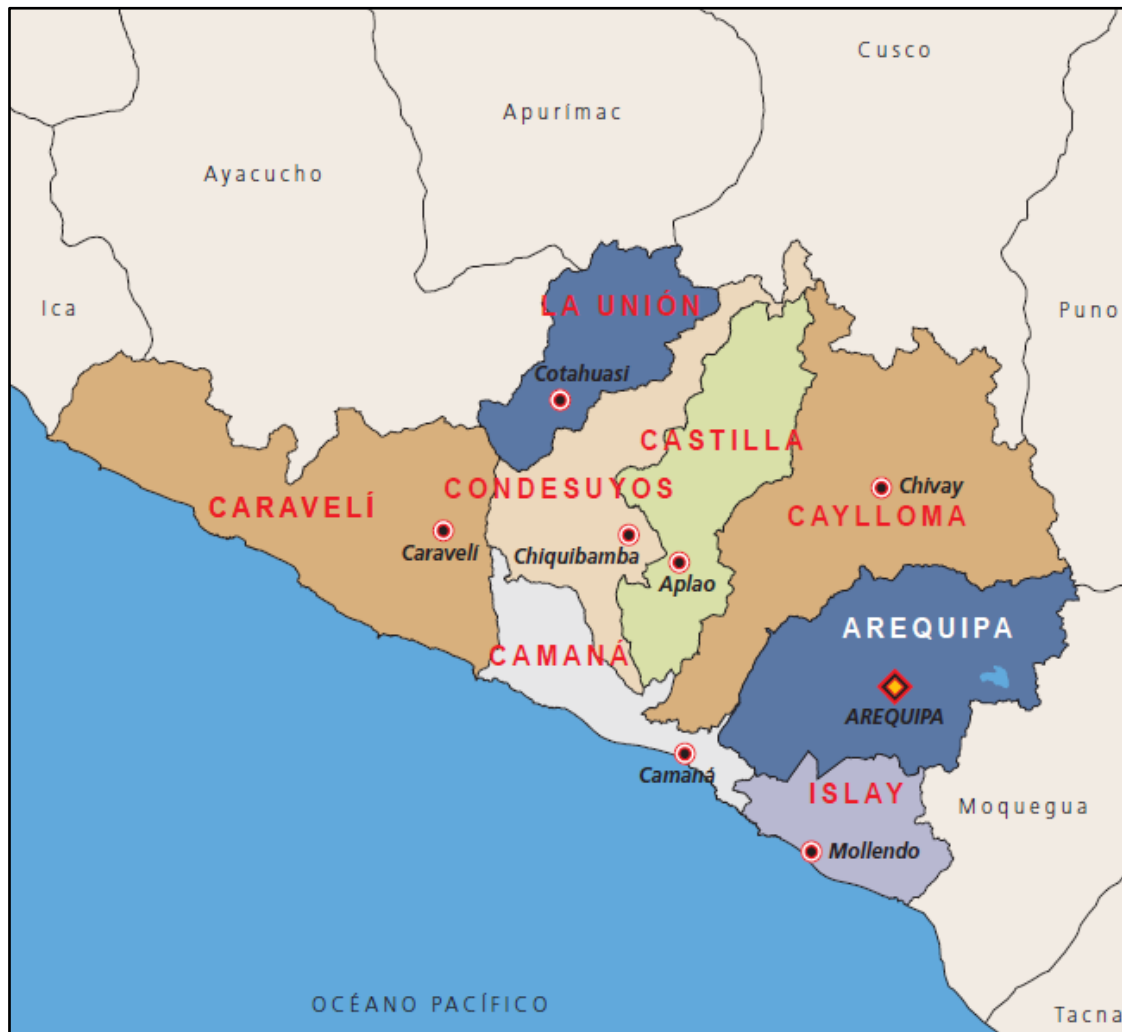 Cusco
Apurímac
Ayacucho
Ica
LA UNIÓN
Puno
Cotahuasi
CASTILLA
CONDESUYOS
Chivay
CARAVELÍ
CAYLLOMA
Caravelí
Chiquibamba
Aplao
AREQUIPA
CAMANÁ
AREQUIPA
Camaná
ISLAY
Moquegua
Mollendo
OCÉANO PACÍFICO
Tacna